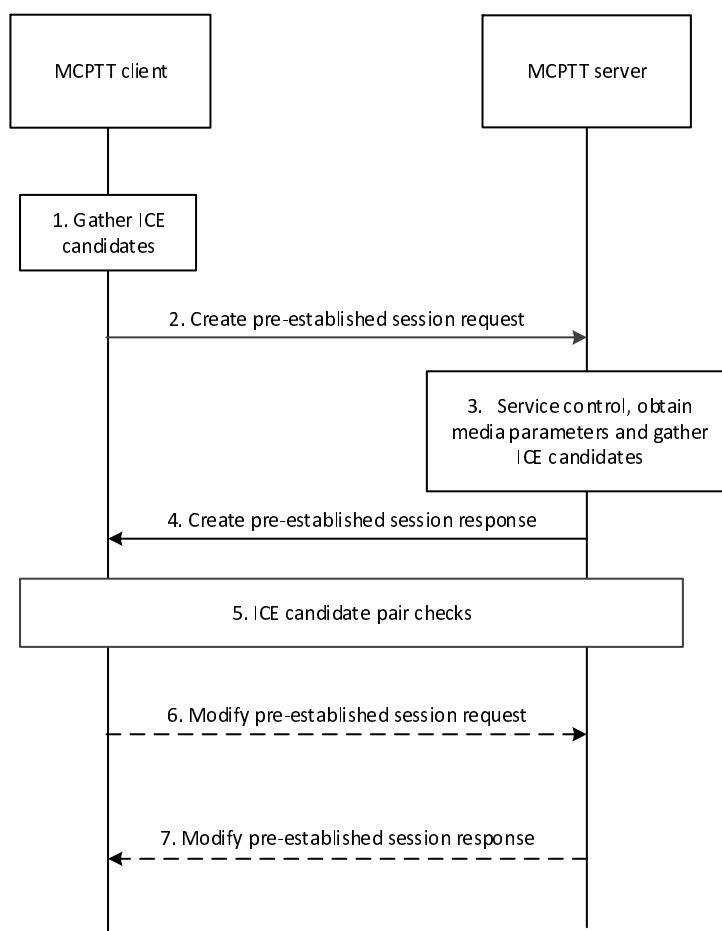 MCPTT client
MCPTT server
1. Gather ICE
candidates
2. Create pre-established session request
3. Service control, obtain
media parameters and gather
ICE candidates
4. Create pre-established session response
5. ICE candidate pair checks
6. Modify pre-established session request
7. Modify pre-established session response